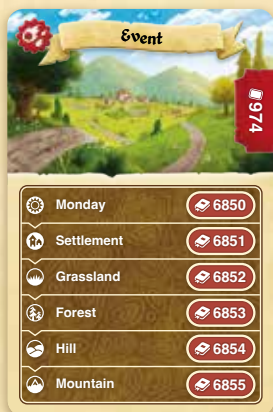 Event
974
Monday 6850
Settlement 6851
Grassland 6852
Forest 6853
Hill 6854
Mountain 6855